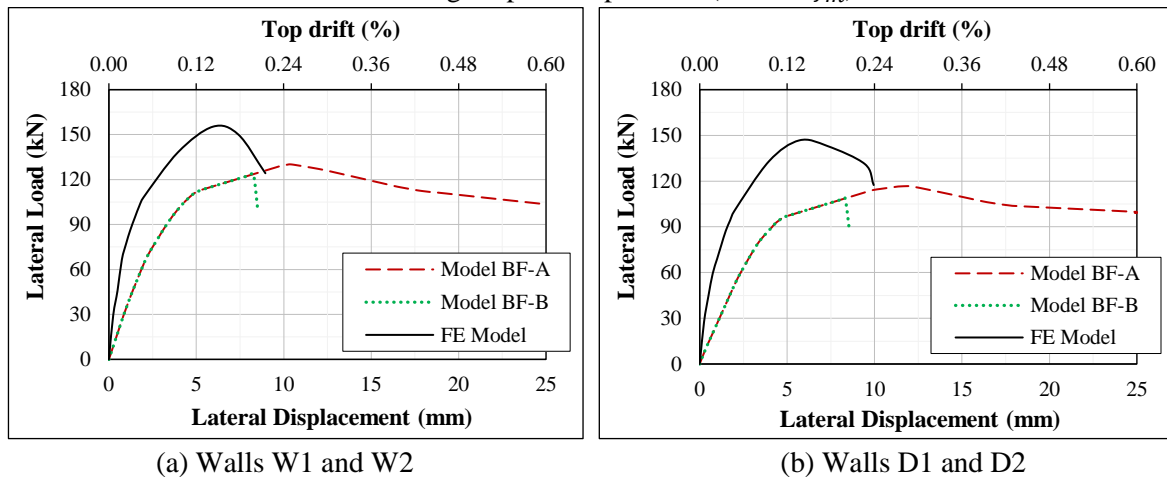 Top drift (%)
0.00 0.12 0.24 0.36 0.48 0.60
180
150
120
90
60
30
0
Lateral Load (kN)
Model BF-A
Model BF-B
FE Model
0 5 10 15 20 25
Lateral Displacement (mm)
(a) Walls W1 and W2
Top drift (%)
0.00 0.12 0.24 0.36 0.48 0.60
180
150
120
90
60
30
0
Lateral Load (kN)
Model BF-A
Model BF-B
FE Model
0 5 10 15 20 25
Lateral Displacement (mm)
(b) Walls D1 and D2